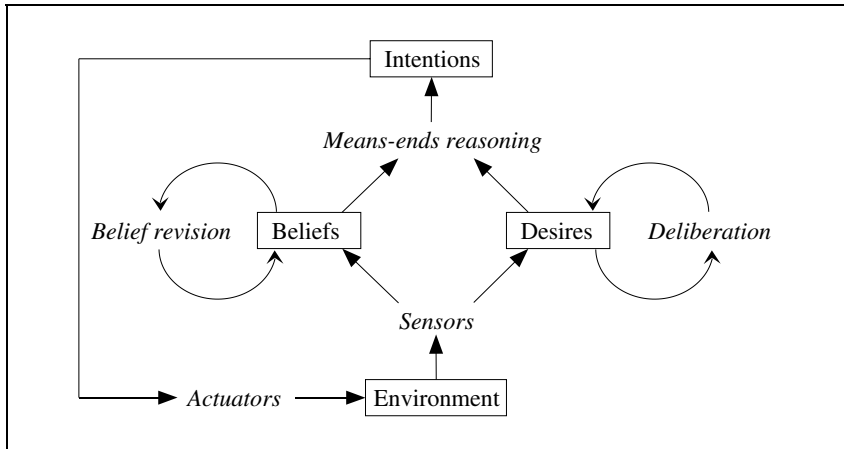 Intentions
Means-ends reasoning
Belief revision
Beliefs
Desires
Deliberation
Sensors
Actuators
Environment